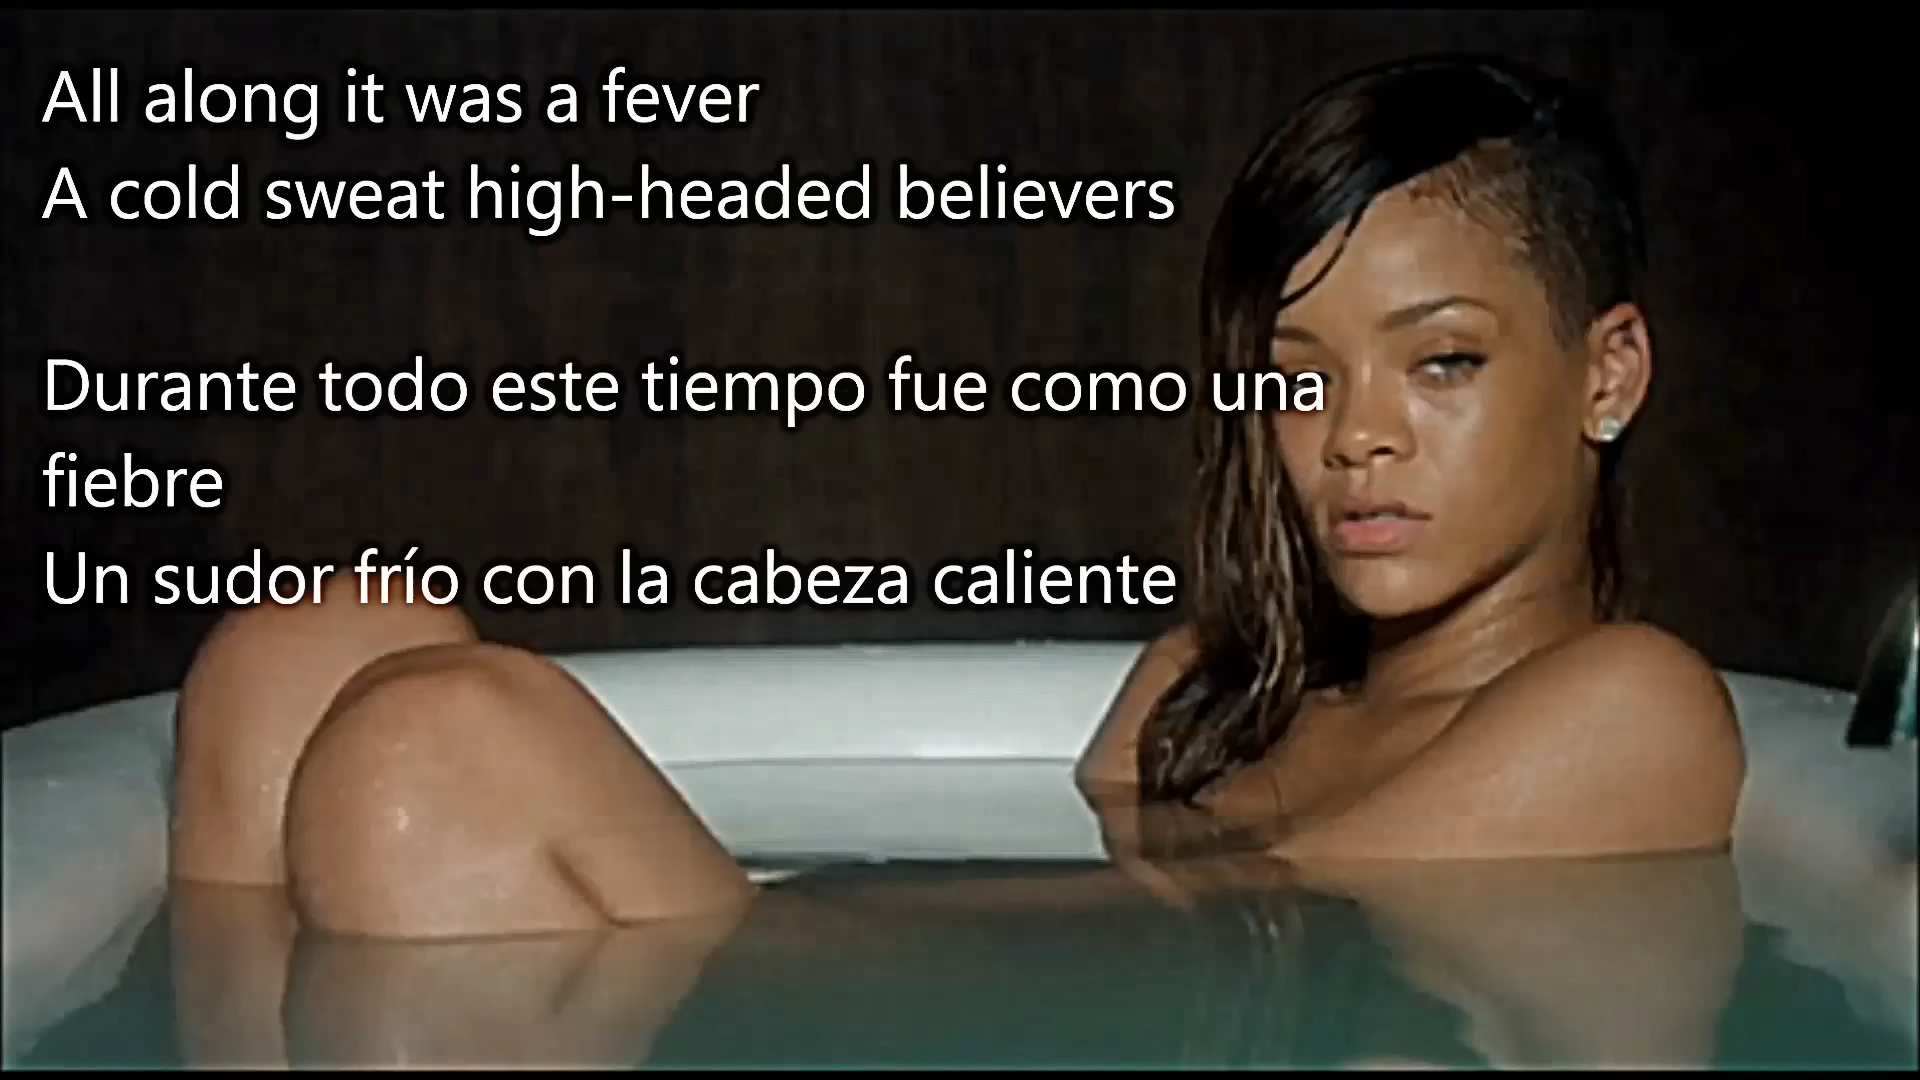 All along it was a fever
A cold sweat high-headed believers
Durante todo este tiempo fue como una
fiebre
Un sudor frío con la cabeza caliente